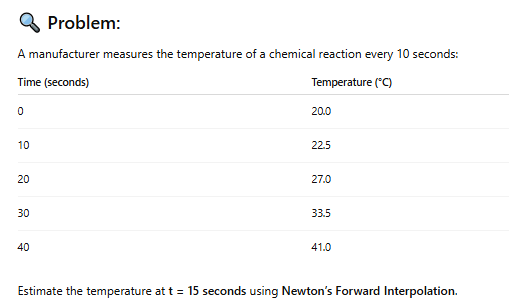 🔍 Problem:
A manufacturer measures the temperature of a chemical reaction every 10 seconds:
Time (seconds) Temperature (°C)
0 20.0
10 22.5
20 27.0
30 33.5
40 41.0
Estimate the temperature at t = 15 seconds using Newton's Forward Interpolation.